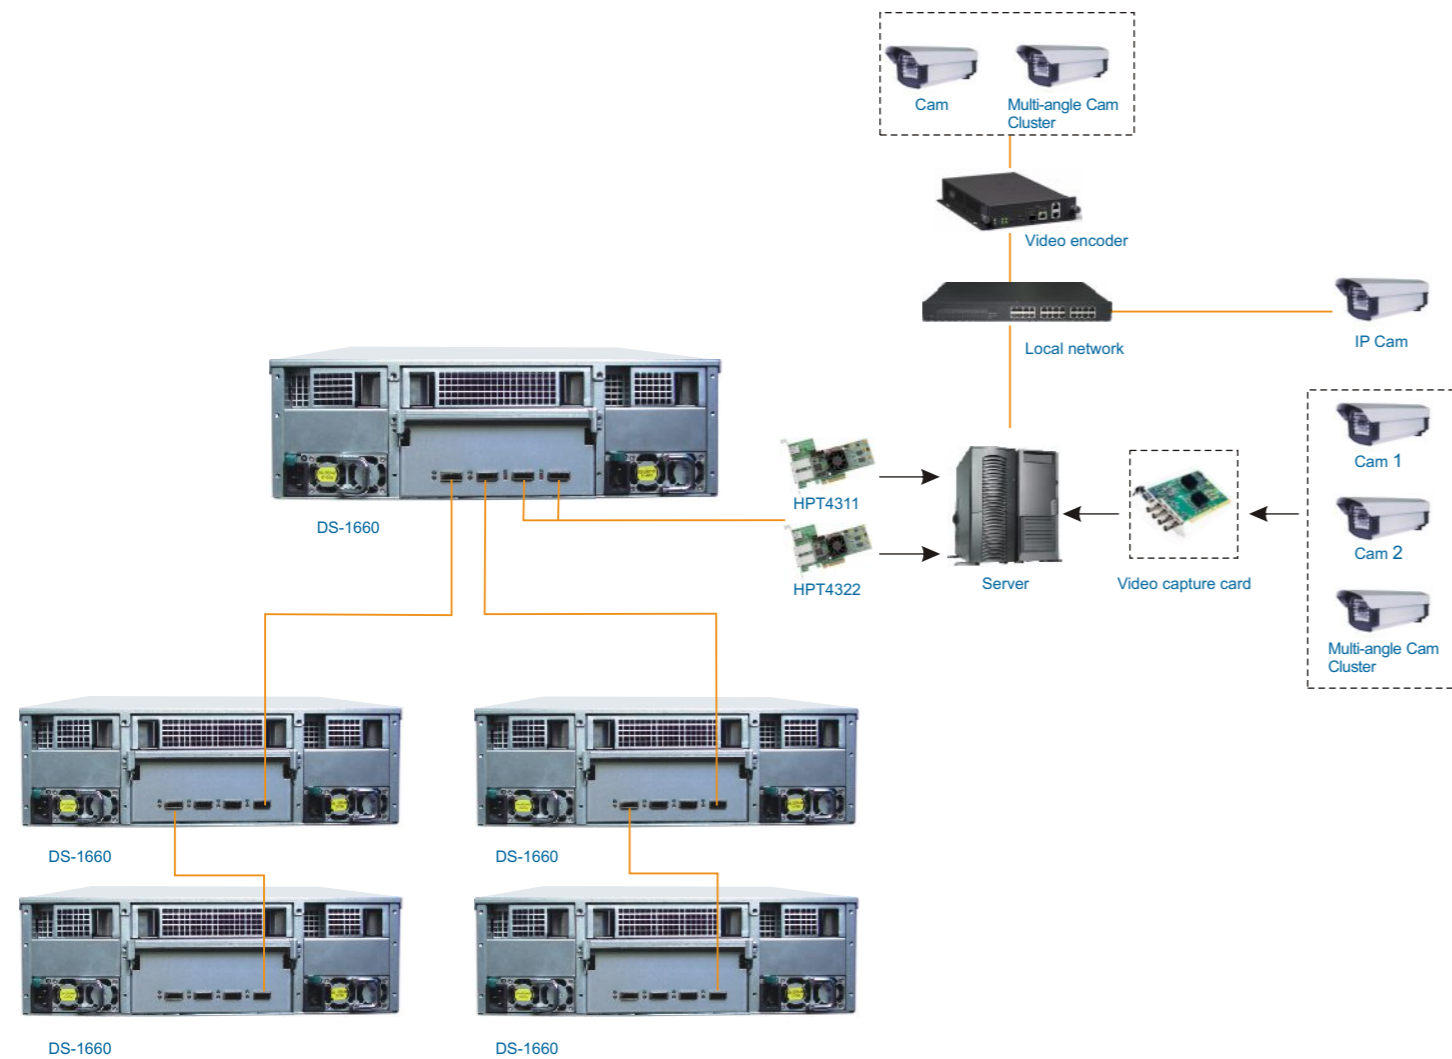 Cam
Multi-angle Cam
Cluster
Video encoder
Local network
IP Cam
DS-1660
HPT4311
HPT4322
Server
Video capture card
Cam 1
Cam 2
Multi-angle Cam
Cluster
DS-1660
DS-1660
DS-1660
DS-1660